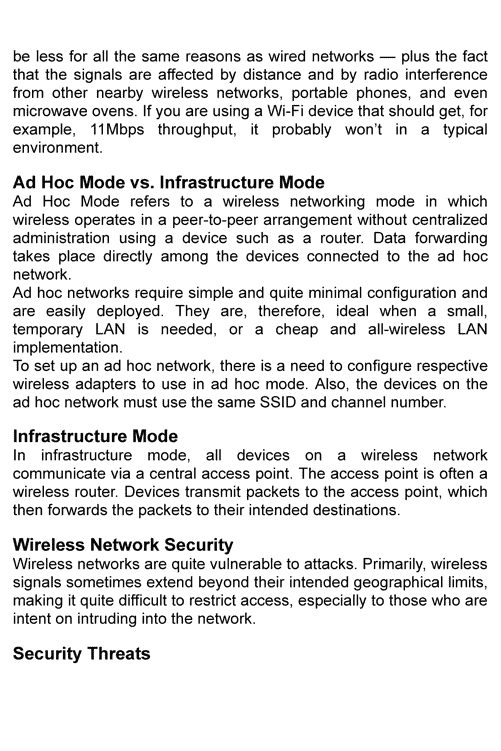 be less for all the same reasons as wired networks — plus the fact
that the signals are affected by distance and by radio interference
from other nearby wireless networks, portable phones, and even
microwave ovens. If you are using a Wi-Fi device that should get, for
example, 11Mbps throughput, it probably won’t in a typical
environment.
Ad Hoc Mode vs. Infrastructure Mode
Ad Hoc Mode refers to a wireless networking mode in which
wireless operates in a peer-to-peer arrangement without centralized
administration using a device such as a router. Data forwarding
takes place directly among the devices connected to the ad hoc
network.
Ad hoc networks require simple and quite minimal configuration and
are easily deployed. They are, therefore, ideal when a small,
temporary LAN is needed, or a cheap and all-wireless LAN
implementation.
To set up an ad hoc network, there is a need to configure respective
wireless adapters to use in ad hoc mode. Also, the devices on the
ad hoc network must use the same SSID and channel number.
Infrastructure Mode
In infrastructure mode, all devices on a wireless network
communicate via a central access point. The access point is often a
wireless router. Devices transmit packets to the access point, which
then forwards the packets to their intended destinations.
Wireless Network Security
Wireless networks are quite vulnerable to attacks. Primarily, wireless
signals sometimes extend beyond their intended geographical limits,
making it quite difficult to restrict access, especially to those who are
intent on intruding into the network.
Security Threats